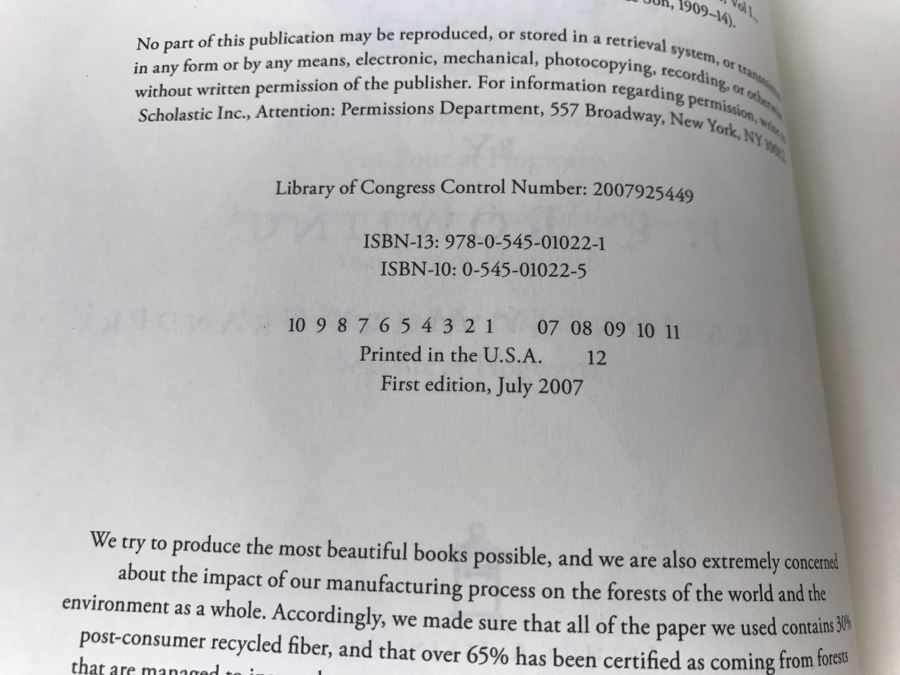 Vol I.,
Son, 1909–14).
No part of this publication may be reproduced, or stored in a retrieval system, or
in any form or by any means, electronic, mechanical, photocopying, recording, or
without written permission of the publisher. For information regarding permission, write
Scholastic Inc., Attention: Permissions Department, 557 Broadway, New York, NY
Library of Congress Control Number: 2007925449
ISBN-13: 978-0-545-01022-1
ISBN-10: 0-545-01022-5
10 9 8 7 6 5 4 3 2 1 07 08 09 10 11
Printed in the U.S.A. 12
First edition, July 2007
We try to produce the most beautiful books possible, and we are also extremely concerned
about the impact of our manufacturing process on the forests of the world and the
environment as a whole. Accordingly, we made sure that all of the paper we used contains 30%
post-consumer recycled fiber, and that over 65% has been certified as coming from forests
that are managed to